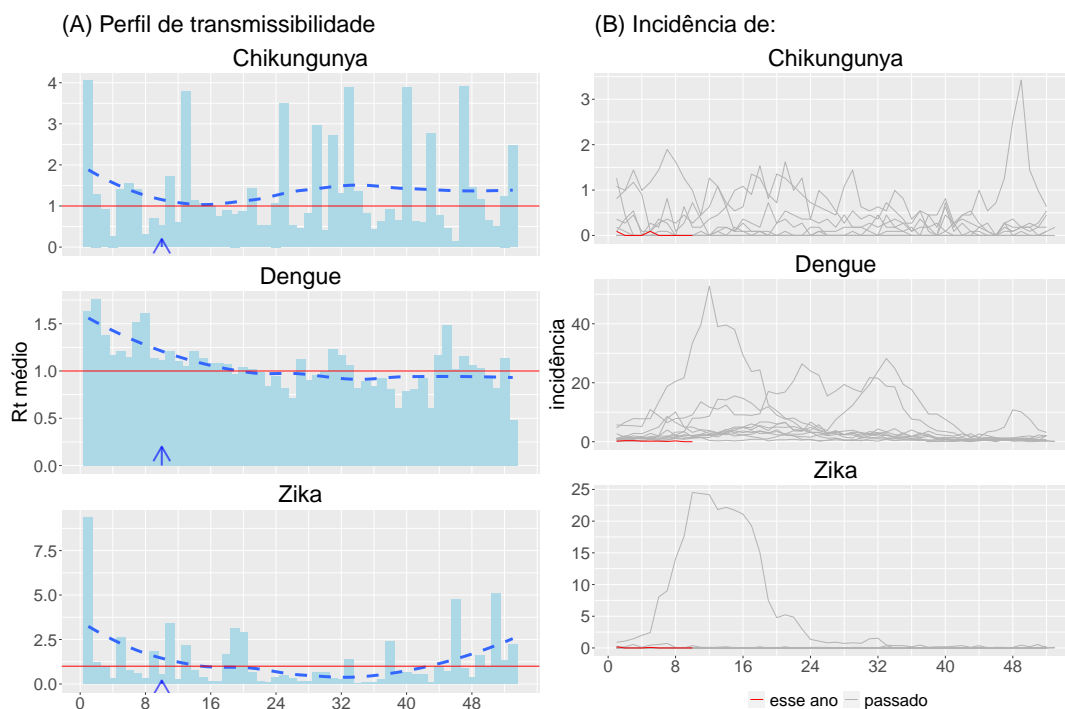 (A) Perfil de transmissibilidade
Chikungunya
4
3
2
1
0
Dengue
Rt médio
1.5
1.0
0.5
0.0
Zika
7.5
5.0
2.5
0.0
0 8 16 24 32 40 48
(B) Incidência de:
Chikungunya
3
2
1
0
Dengue
incidência
40
20
0
Zika
25
20
15
10
5
0
0 8 16 24 32 40 48
esse ano passado